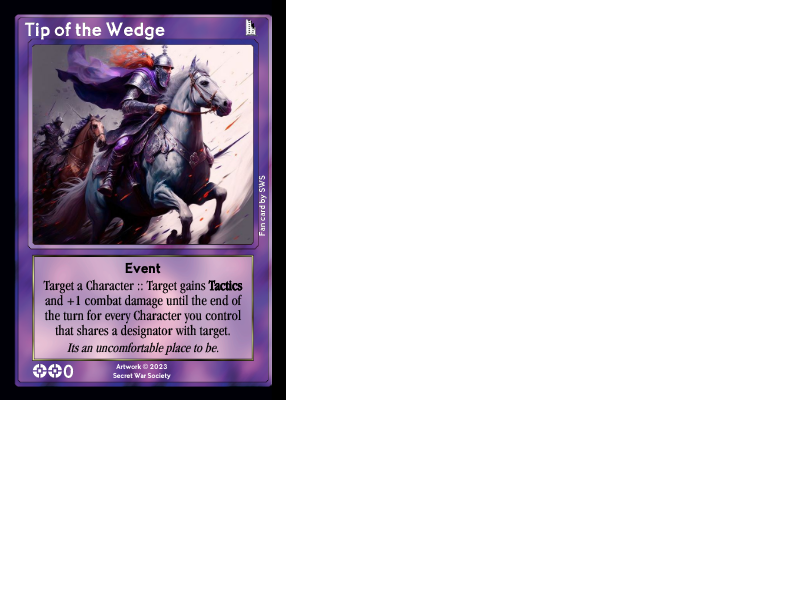 Tip of the Wedge
Fan card by SWS
Event
Target a Character :: Target gains Tactics
and +1 combat damage until the end of
the turn for every Character you control
that shares a designator with target.
Its an uncomfortable place to be.
0
Artwork © 2023
Secret War Society